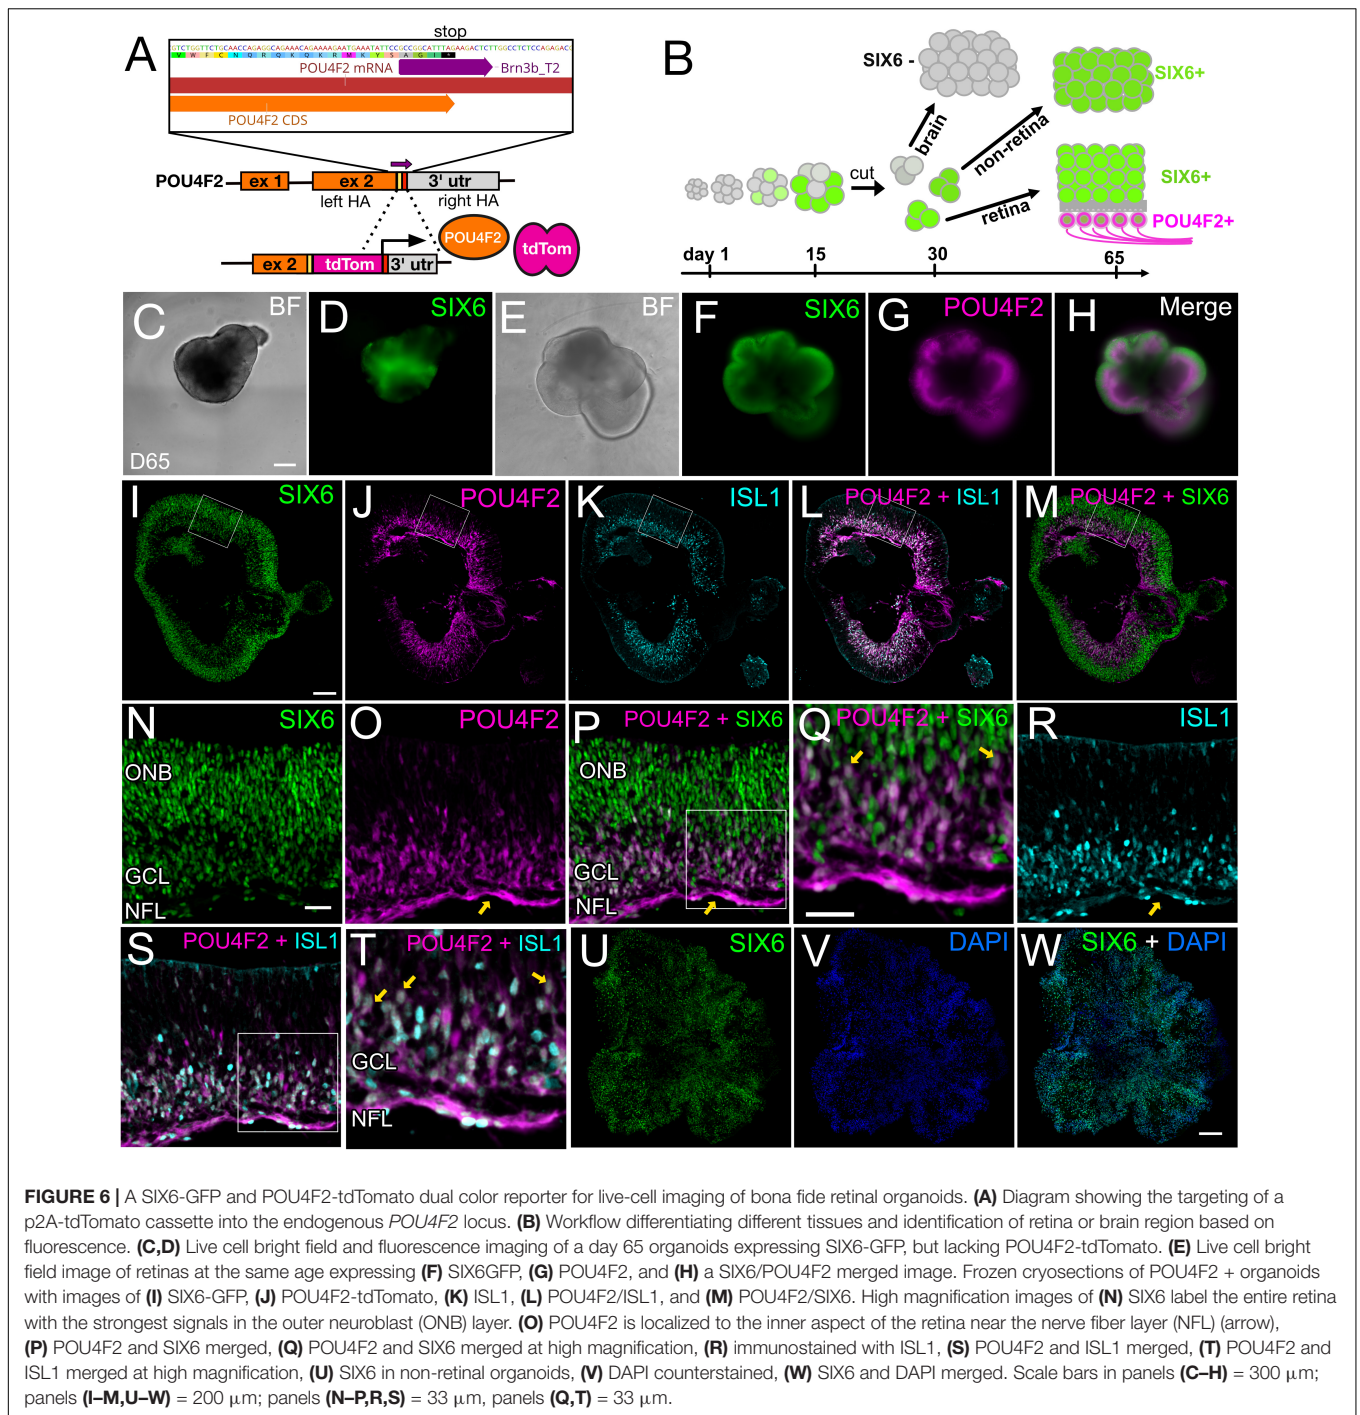 A
stop
GTCTGGTTCTGCAACCAGAGGCAGAAACAGAAAAGAATGAAATATTCCGCCGGCATTTAGAAGACTCTTGGCCTCTCCAGAGAC
V W F C N Q R Q K Q K R M K Y S A G I *
POU4F2 mRNA
Brn3b_T2
POU4F2 CDS
POU4F2
ex 1
ex 2
3' utr
left HA
right HA
ex 2
tdTom
3' utr
POU4F2
tdTom
B
SIX6 -
SIX6+
brain
non-retina
cut
retina
SIX6+
POU4F2+
day 1
15
30
65
C
BF
D65
D
SIX6
E
BF
F
SIX6
G
POU4F2
H
Merge
I
SIX6
J
POU4F2
K
ISL1
L
POU4F2 + ISL1
M
POU4F2 + SIX6
N
SIX6
ONB
GCL
NFL
O
POU4F2
P
POU4F2 + SIX6
ONB
GCL
NFL
Q
POU4F2 + SIX6
R
ISL1
S
POU4F2 + ISL1
T
POU4F2 + ISL1
GCL
NFL
U
SIX6
V
DAPI
W
SIX6 + DAPI
FIGURE 6 | A SIX6-GFP and POU4F2-tdTomato dual color reporter for live-cell imaging of bona fide retinal organoids. (A) Diagram showing the targeting of a
p2A-tdTomato cassette into the endogenous POU4F2 locus. (B) Workflow differentiating different tissues and identification of retina or brain region based on
fluorescence. (C,D) Live cell bright field and fluorescence imaging of a day 65 organoids expressing SIX6-GFP, but lacking POU4F2-tdTomato. (E) Live cell bright
field image of retinas at the same age expressing (F) SIX6GFP, (G) POU4F2, and (H) a SIX6/POU4F2 merged image. Frozen cryosections of POU4F2 + organoids
with images of (I) SIX6-GFP, (J) POU4F2-tdTomato, (K) ISL1, (L) POU4F2/ISL1, and (M) POU4F2/SIX6. High magnification images of (N) SIX6 label the entire retina
with the strongest signals in the outer neuroblast (ONB) layer. (O) POU4F2 is localized to the inner aspect of the retina near the nerve fiber layer (NFL) (arrow),
(P) POU4F2 and SIX6 merged, (Q) POU4F2 and SIX6 merged at high magnification, (R) immunostained with ISL1, (S) POU4F2 and ISL1 merged, (T) POU4F2 and
ISL1 merged at high magnification, (U) SIX6 in non-retinal organoids, (V) DAPI counterstained, (W) SIX6 and DAPI merged. Scale bars in panels (C–H) = 300 μm;
panels (I–M,U–W) = 200 μm; panels (N–P,R,S) = 33 μm, panels (Q,T) = 33 μm.